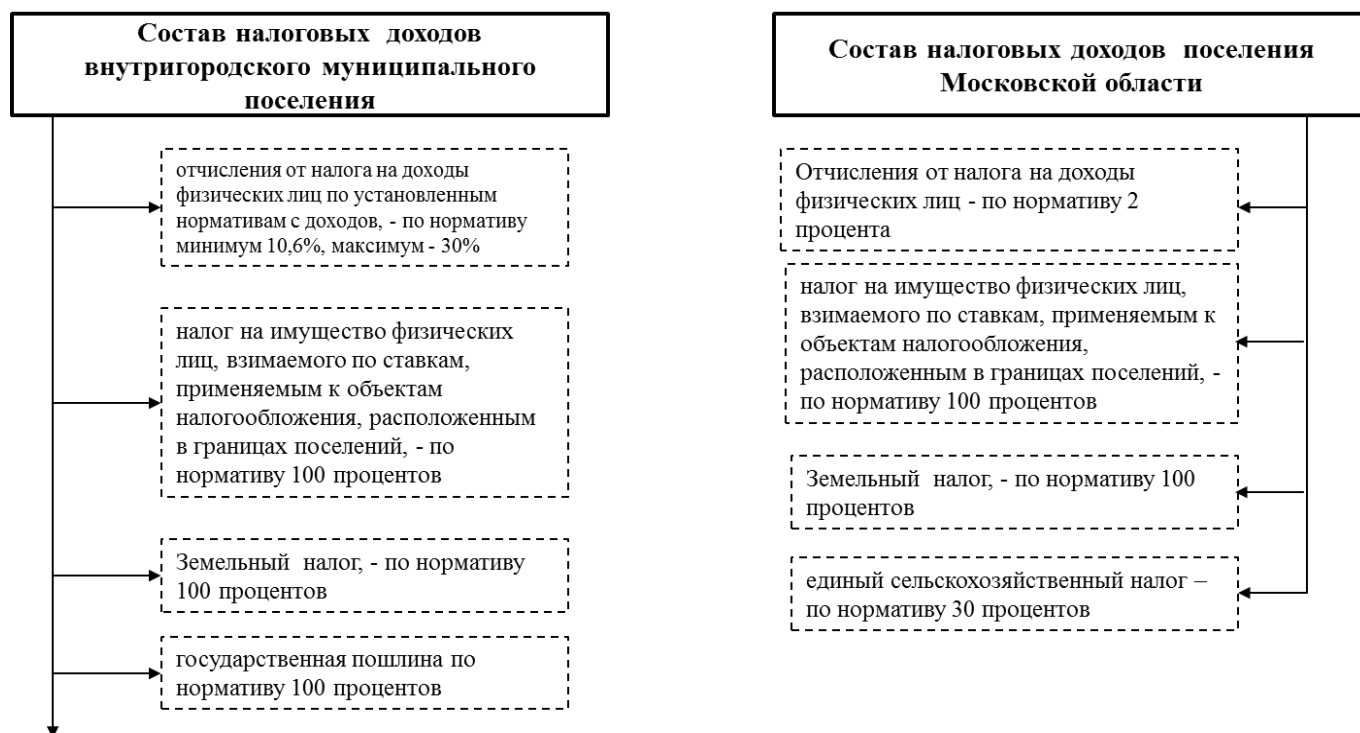 Состав налоговых доходов
внутригородского муниципального
поселения
отчисления от налога на доходы
физических лиц по установленным
нормативам с доходов, - по нормативу
минимум 10,6%, максимум - 30%
налог на имущество физических
лиц, взимаемого по ставкам,
применяемым к объектам
налогообложения, расположенным
в границах поселений, - по
нормативу 100 процентов
Земельный налог, - по нормативу
100 процентов
государственная пошлина по
нормативу 100 процентов
Состав налоговых доходов поселения
Московской области
Отчисления от налога на доходы
физических лиц - по нормативу 2
процента
налог на имущество физических лиц,
взимаемого по ставкам, применяемым к
объектам налогообложения,
расположенным в границах поселений, -
по нормативу 100 процентов
Земельный налог, - по нормативу 100
процентов
единый сельскохозяйственный налог –
по нормативу 30 процентов